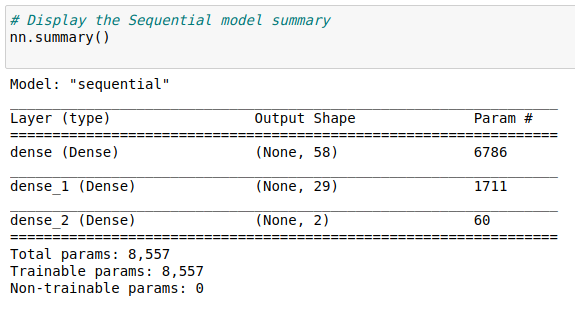 # Display the Sequential model summary
nn.summary()
Model: "sequential"
_________________________________________________________________
Layer (type)                 Output Shape              Param #
=================================================================
dense (Dense)                (None, 58)                6786
_________________________________________________________________
dense_1 (Dense)              (None, 29)                1711
_________________________________________________________________
dense_2 (Dense)              (None, 2)                 60
=================================================================
Total params: 8,557
Trainable params: 8,557
Non-trainable params: 0